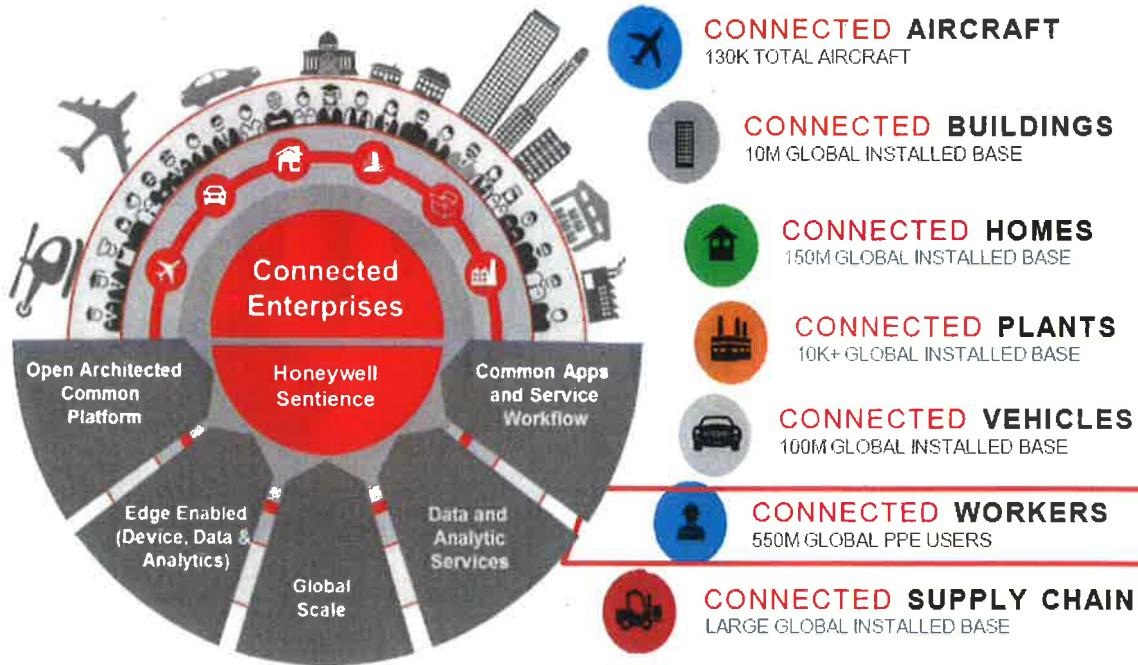 Connected
Enterprises
Honeywell
Sentience
Open Architected
Common
Platform
Edge Enabled
(Device, Data &
Analytics)
Global
Scale
Data and
Analytic
Services
Common Apps
and Service
Workflow
CONNECTED AIRCRAFT
130K TOTAL AIRCRAFT
CONNECTED BUILDINGS
10M GLOBAL INSTALLED BASE
CONNECTED HOMES
150M GLOBAL INSTALLED BASE
CONNECTED PLANTS
10K+ GLOBAL INSTALLED BASE
CONNECTED VEHICLES
100M GLOBAL INSTALLED BASE
CONNECTED WORKERS
550M GLOBAL PPE USERS
CONNECTED SUPPLY CHAIN
LARGE GLOBAL INSTALLED BASE